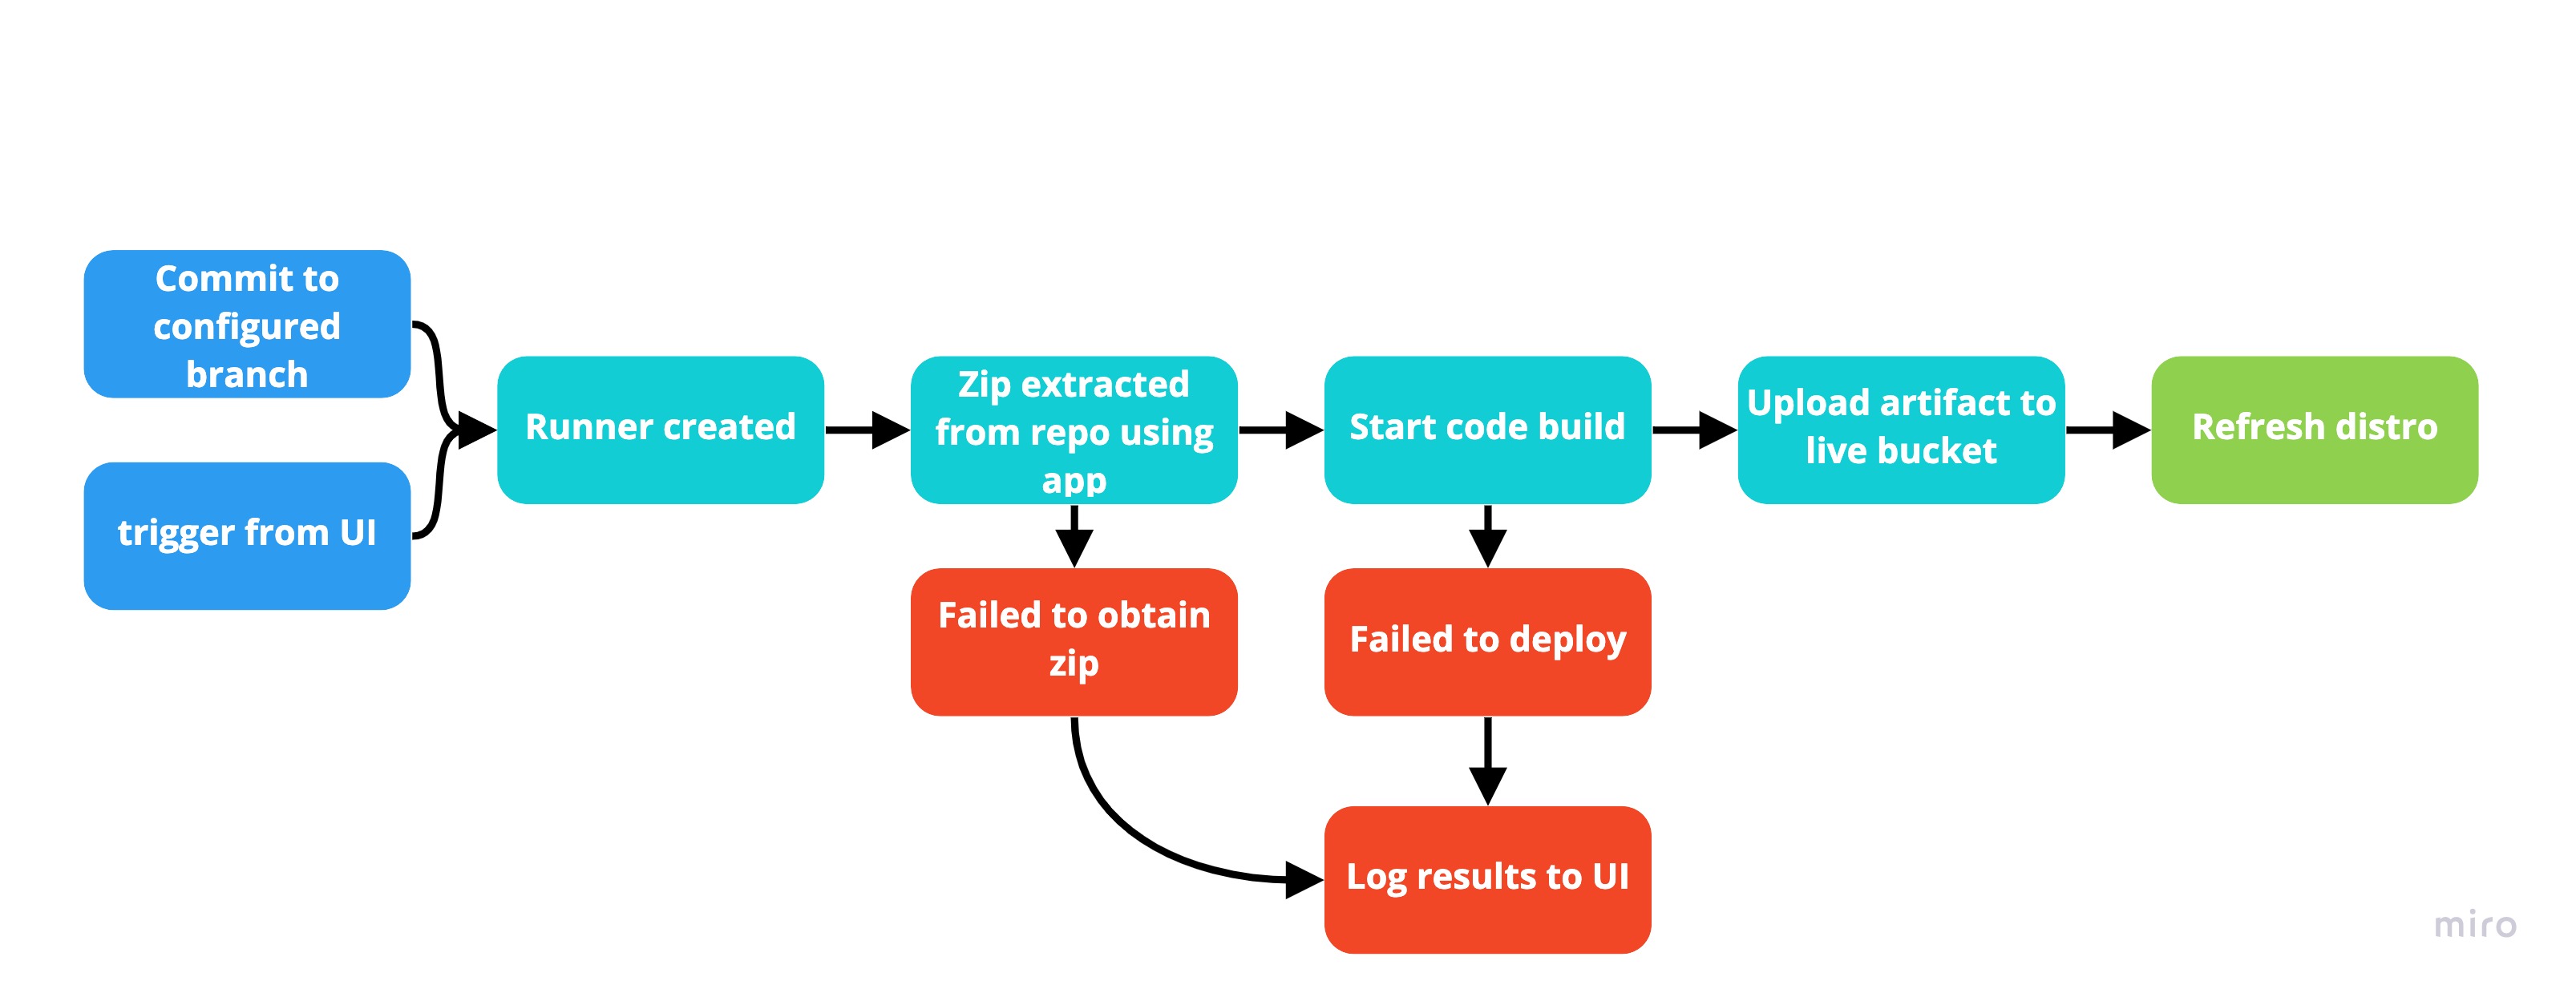 Commit to
configured
branch
trigger from UI
Runner created
Zip extracted
from repo using
app
Start code build
Upload artifact to
live bucket
Refresh distro
Failed to obtain
zip
Failed to deploy
Log results to UI
miro